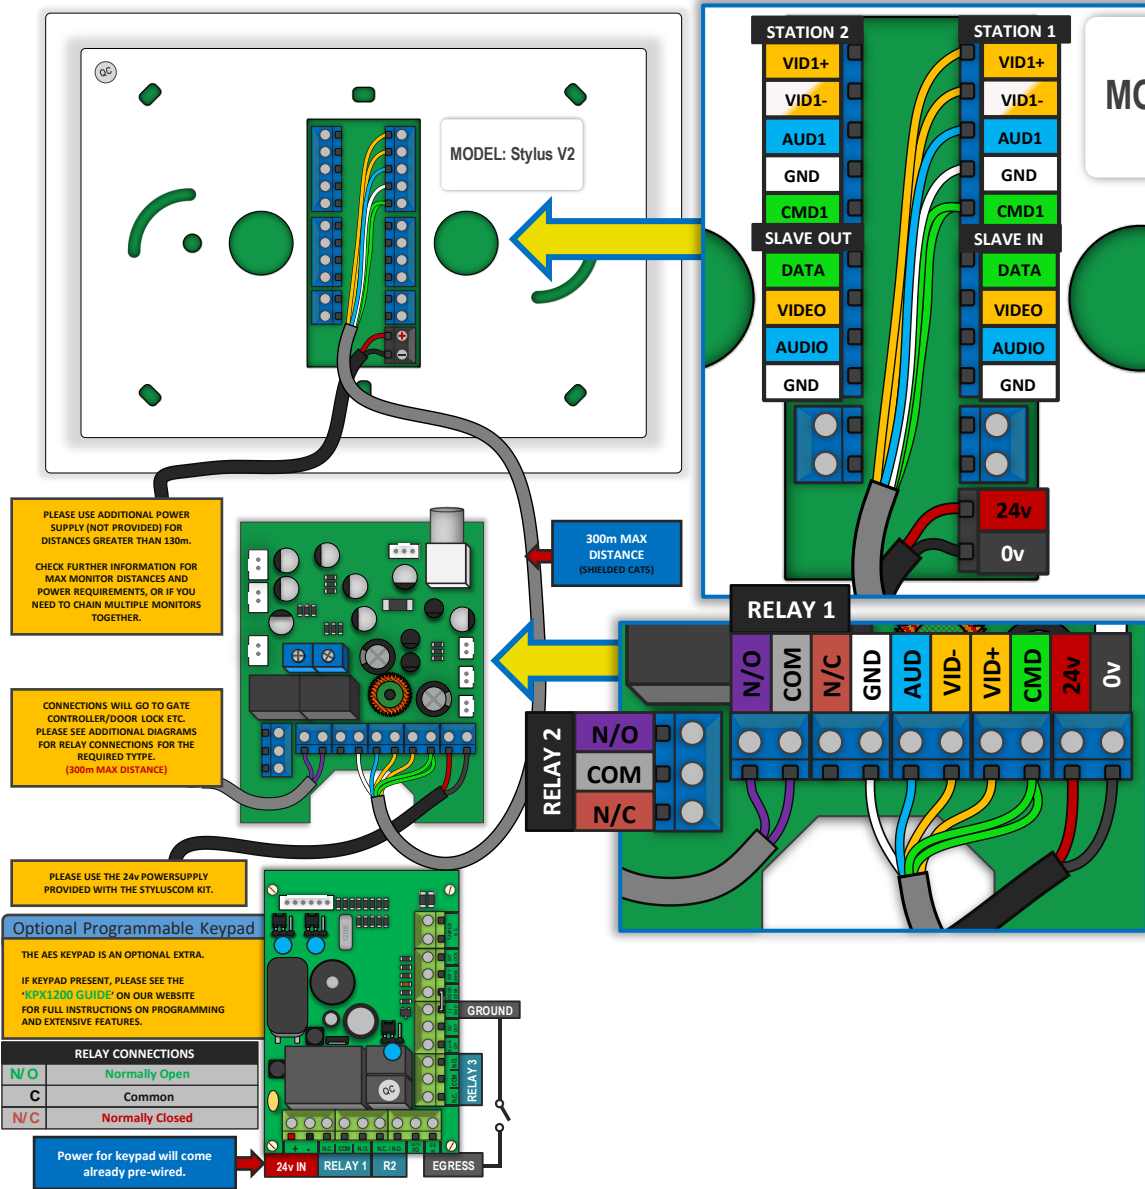 QC
MODEL: Stylus V2
+
−
STATION 2
VID1+
VID1-
AUD1
GND
CMD1
SLAVE OUT
DATA
VIDEO
AUDIO
GND
STATION 1
VID1+
VID1-
AUD1
GND
CMD1
SLAVE IN
DATA
VIDEO
AUDIO
GND
24v
0v
MO
PLEASE USE ADDITIONAL POWER
SUPPLY (NOT PROVIDED) FOR
DISTANCES GREATER THAN 130m.
CHECK FURTHER INFORMATION FOR
MAX MONITOR DISTANCES AND
POWER REQUIREMENTS, OR IF YOU
NEED TO CHAIN MULTIPLE MONITORS
TOGETHER.
300m MAX
DISTANCE
(SHIELDED CAT5)
RELAY 1
N/O
COM
N/C
GND
AUD
VID-
VID+
CMD
24v
0v
RELAY 2
N/O
COM
N/C
CONNECTIONS WILL GO TO GATE
CONTROLLER/DOOR LOCK ETC.
PLEASE SEE ADDITIONAL DIAGRAMS
FOR RELAY CONNECTIONS FOR THE
REQUIRED TYTPE.
(300m MAX DISTANCE)
PLEASE USE THE 24v POWERSUPPLY
PROVIDED WITH THE STYLUSCOM KIT.
Optional Programmable Keypad
THE AES KEYPAD IS AN OPTIONAL EXTRA.
IF KEYPAD PRESENT, PLEASE SEE THE
'KPX1200 GUIDE' ON OUR WEBSITE
FOR FULL INSTRUCTIONS ON PROGRAMMING
AND EXTENSIVE FEATURES.
RELAY CONNECTIONS
N/ O Normally Open
C Common
N/ C Normally Closed
Power for keypad will come
already pre-wired.
GROUND
RELAY 3
N.C. COM N.O.
QC
+ - N.C. COM N.O. N.C. / N.O.
24v IN RELAY 1 R2 EGRESS